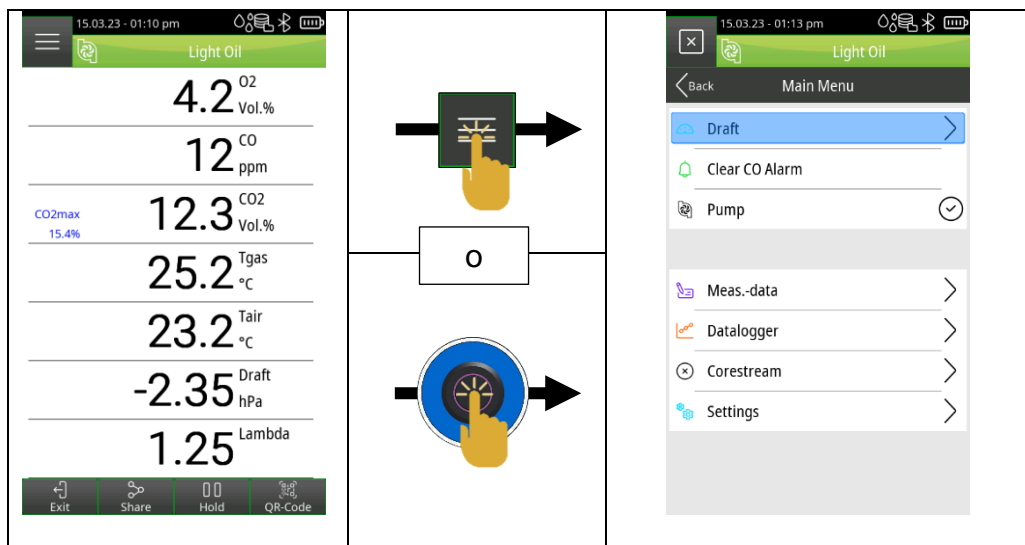 15.03.23 - 01:10 pm
Light Oil
4.2 O2 Vol.%
12 CO ppm
CO2max 15.4% 12.3 CO2 Vol.%
25.2 Tgas °C
23.2 Tair °C
-2.35 Draft hPa
1.25 Lambda
Exit Share Hold QR-Code
o
15.03.23 - 01:13 pm
Light Oil
Back Main Menu
Draft
Clear CO Alarm
Pump
Meas.-data
Datalogger
Corestream
Settings